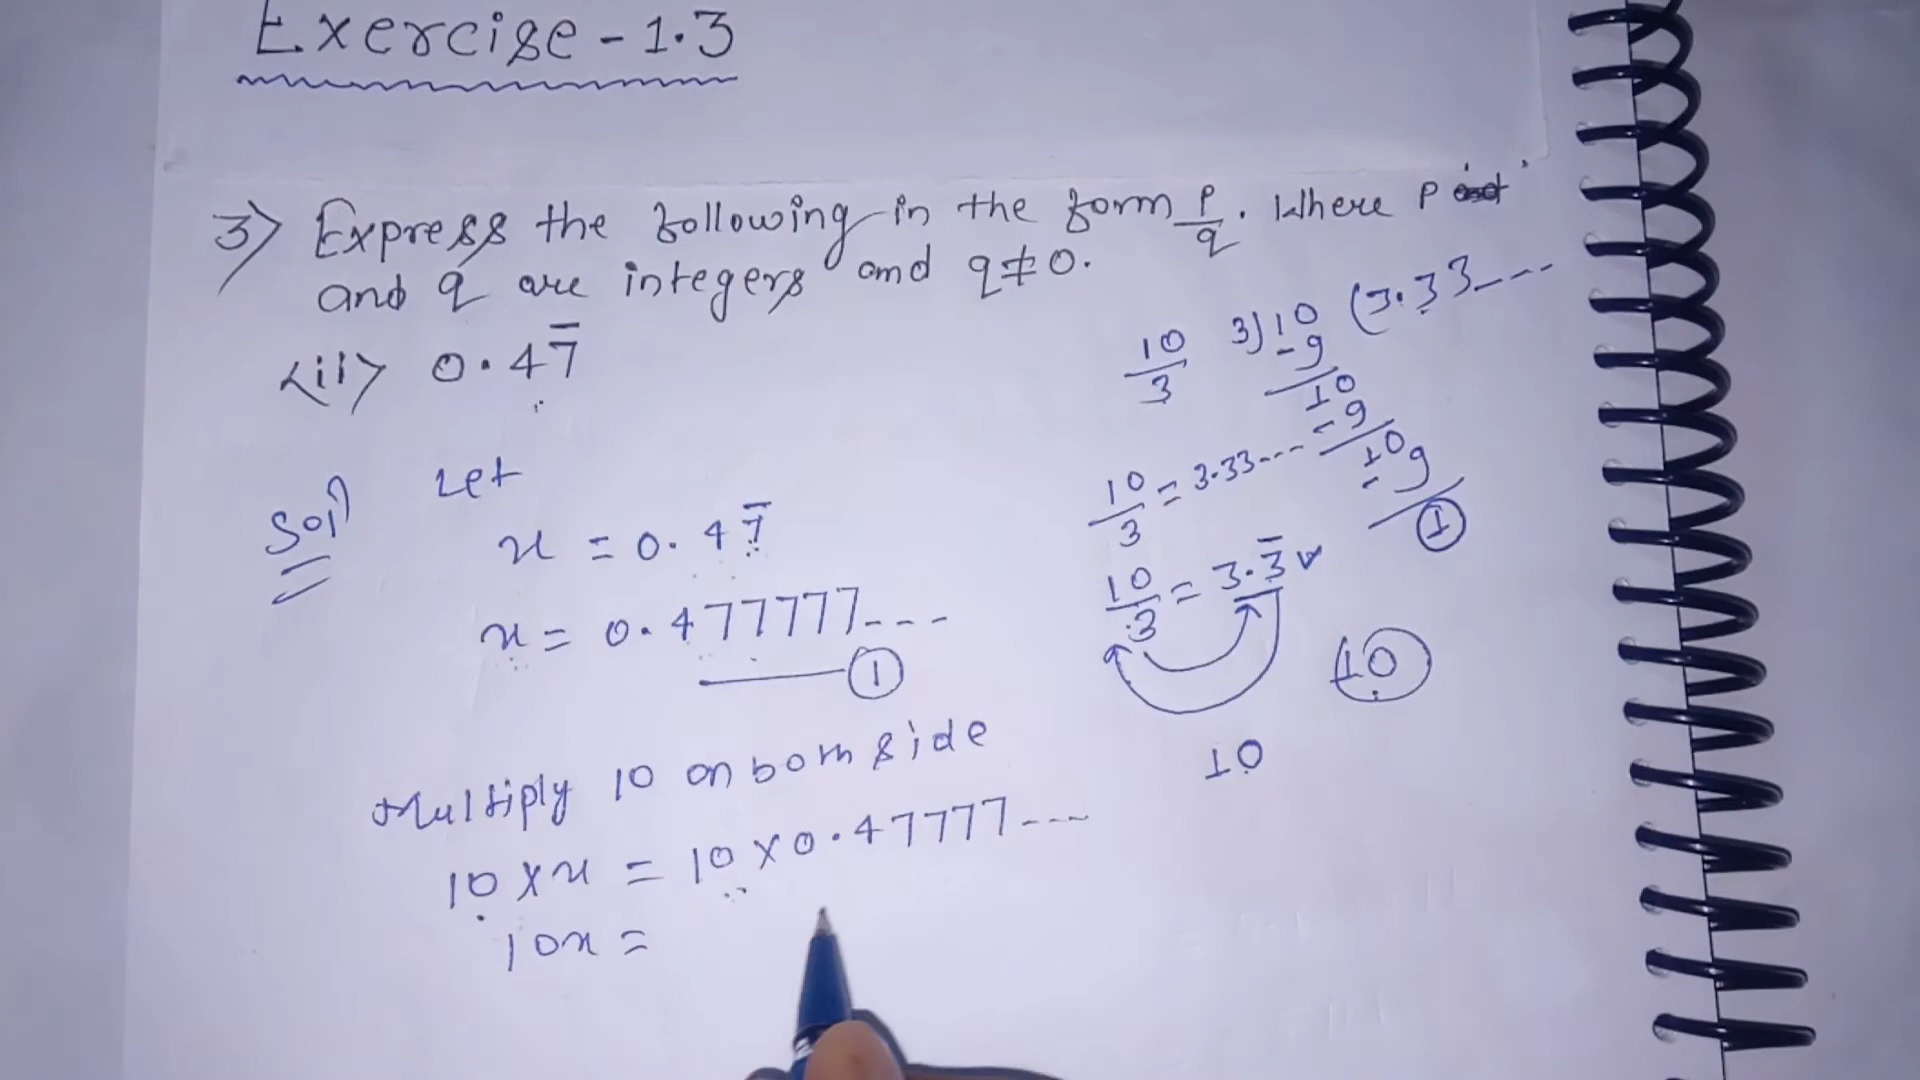 Exercise - 1.3
3) Express the following in the form p/q. Where p
and q are integers and q≠0.
<ii> 0.47̅
Sol
Let
x = 0.47̅
x = 0.477777---
①
Multiply 10 on both side
10 × x = 10 × 0.47777---
10x =
10/3 3)10(3.33---
-9
10
-9
10
-9
①
10/3 = 3.33---
10/3 = 3.3̅ ✓
10
10